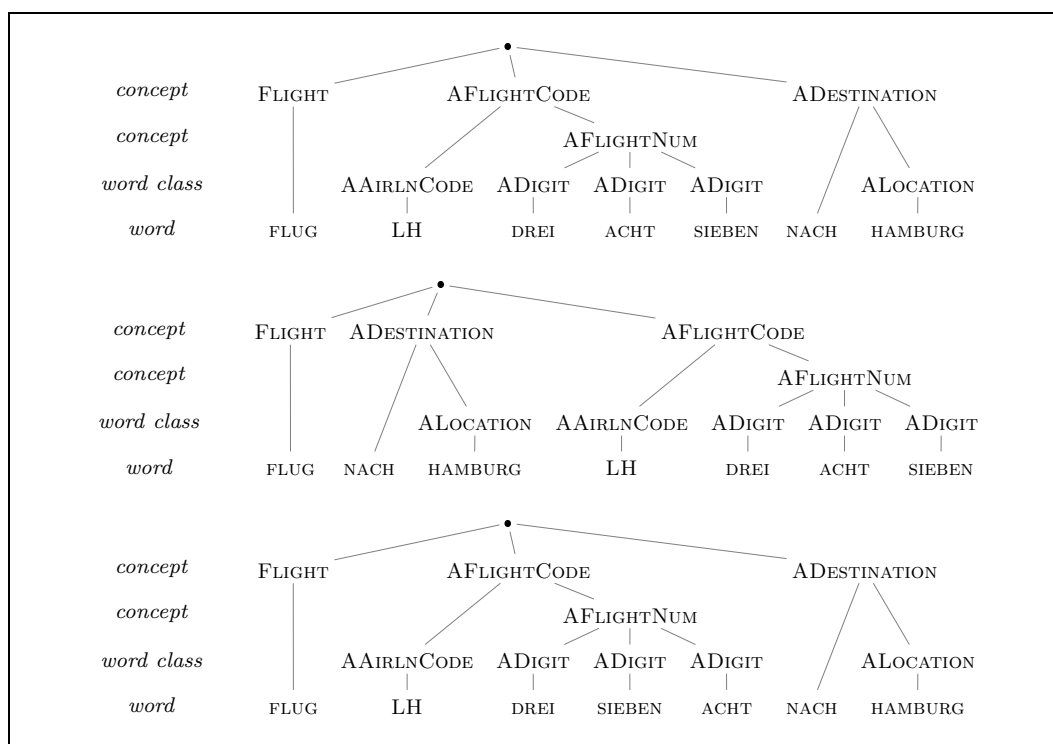 concept FLIGHT AFLIGHTCODE ADESTINATION
concept AFLIGHTNUM
word class AAIRLNCODE ADIGIT ADIGIT ADIGIT ALOCATION
word FLUG LH DREI ACHT SIEBEN NACH HAMBURG
concept FLIGHT ADESTINATION AFLIGHTCODE
concept AFLIGHTNUM
word class ALOCATION AAIRLNCODE ADIGIT ADIGIT ADIGIT
word FLUG NACH HAMBURG LH DREI ACHT SIEBEN
concept FLIGHT AFLIGHTCODE ADESTINATION
concept AFLIGHTNUM
word class AAIRLNCODE ADIGIT ADIGIT ADIGIT ALOCATION
word FLUG LH DREI SIEBEN ACHT NACH HAMBURG